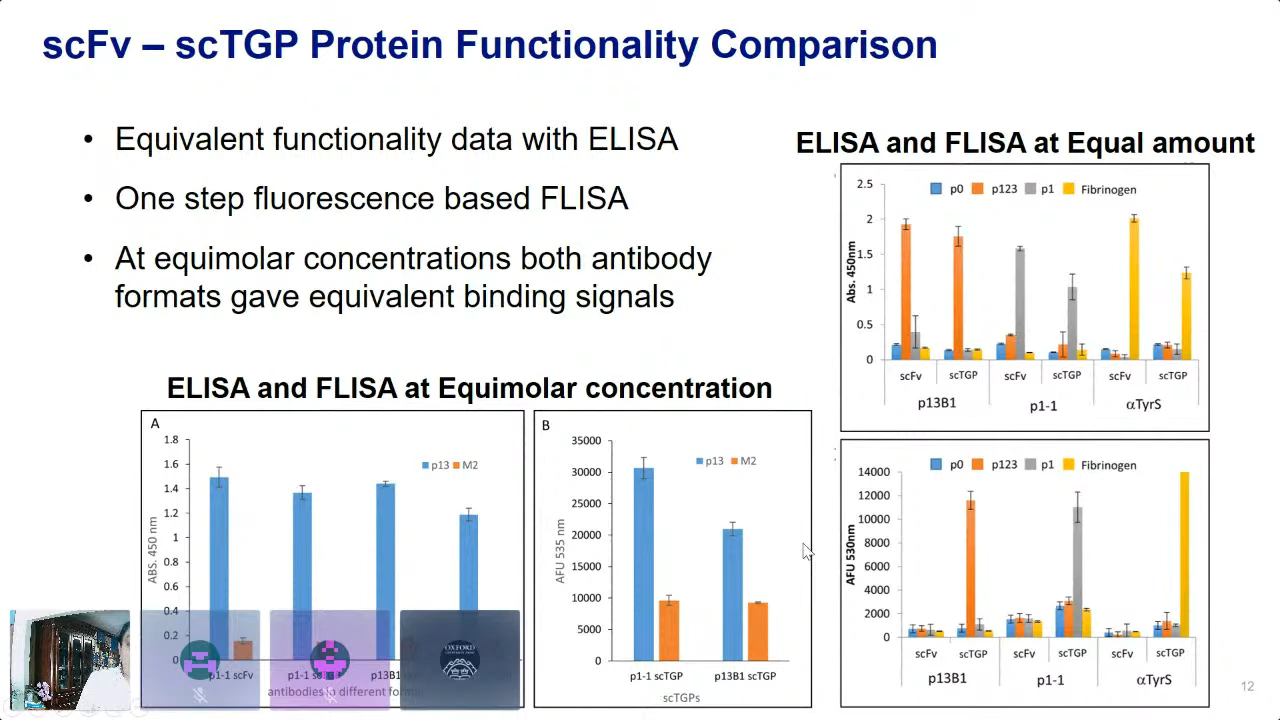 scFv – scTGP Protein Functionality Comparison
• Equivalent functionality data with ELISA
• One step fluorescence based FLISA
• At equimolar concentrations both antibody
formats gave equivalent binding signals
ELISA and FLISA at Equal amount
p0 p123 p1 Fibrinogen
Abs. 450nm
2.5
2
1.5
1
0.5
0
scFv scTGP scFv scTGP scFv scTGP
p13B1 p1-1 αTyrS
ELISA and FLISA at Equimolar concentration
A
p13 M2
ABS. 450 nm
1.8
1.6
1.4
1.2
1
0.8
0.6
0.4
0.2
0
p1-1 scFv p1-1 scTGP p13B1
antibodies in different
B
p13 M2
AFU 535 nm
35000
30000
25000
20000
15000
10000
5000
0
p1-1 scTGP p13B1 scTGP
scTGPs
p0 p123 p1 Fibrinogen
AFU 530nm
14000
12000
10000
8000
6000
4000
2000
0
scFv scTGP scFv scTGP scFv scTGP
p13B1 p1-1 αTyrS
OXFORD
12